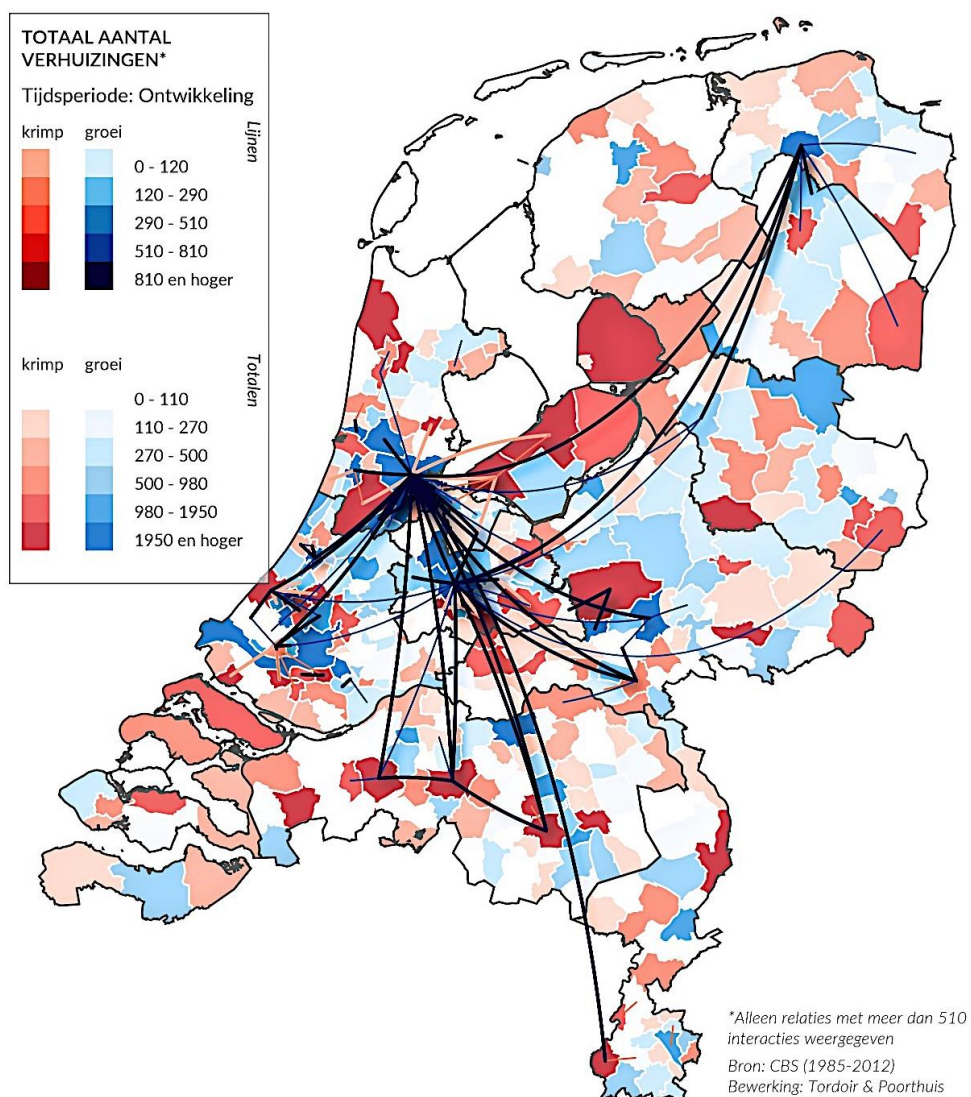 TOTAAL AANTAL
VERHUIZINGEN*
Tijdsperiode: Ontwikkeling
krimp groei
Lijnen
0 - 120
120 - 290
290 - 510
510 - 810
810 en hoger
krimp groei
Totalen
0 - 110
110 - 270
270 - 500
500 - 980
980 - 1950
1950 en hoger
*Alleen relaties met meer dan 510
interacties weergegeven
Bron: CBS (1985-2012)
Bewerking: Tordoir & Poorthuis